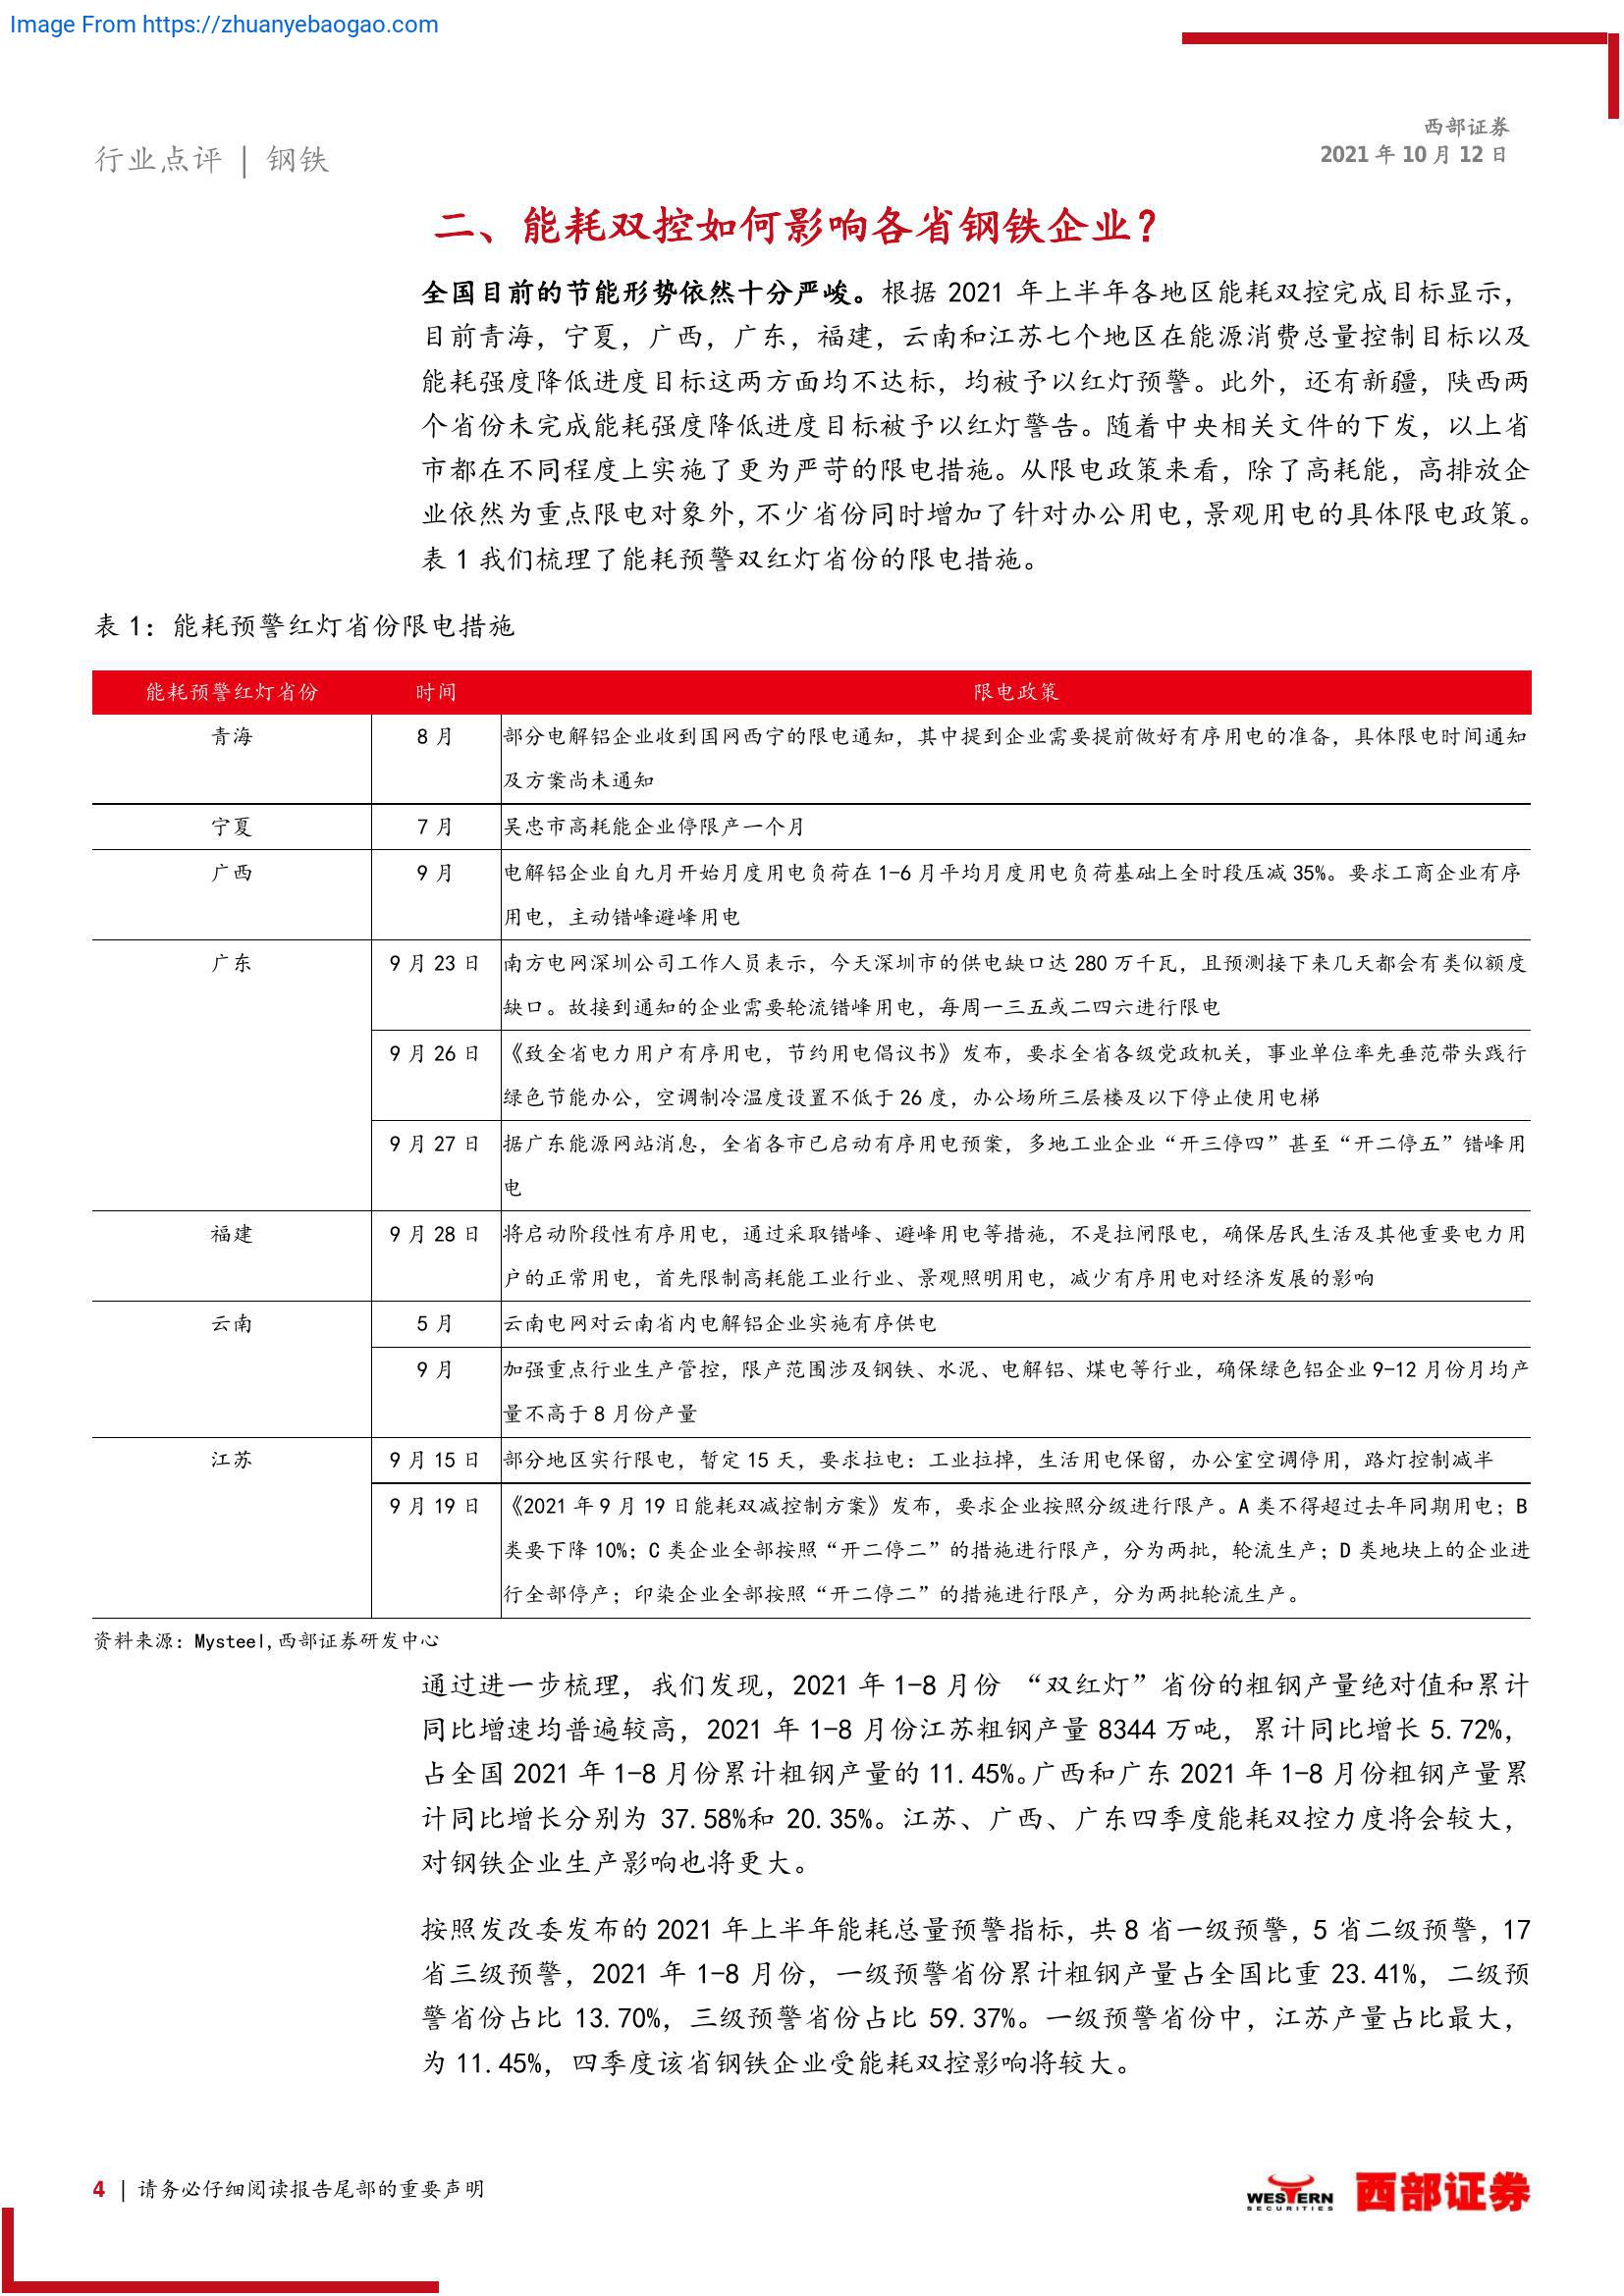 Image From https://zhuanyebaogao.com
西部证券
2021 年 10 月 12 日
行业点评 | 钢铁
二、能耗双控如何影响各省钢铁企业？
全国目前的节能形势依然十分严峻。根据 2021 年上半年各地区能耗双控完成目标显示，
目前青海，宁夏，广西，广东，福建，云南和江苏七个地区在能源消费总量控制目标以及
能耗强度降低进度目标这两方面均不达标，均被予以红灯预警。此外，还有新疆，陕西两
个省份未完成能耗强度降低进度目标被予以红灯警告。随着中央相关文件的下发，以上省
市都在不同程度上实施了更为严苛的限电措施。从限电政策来看，除了高耗能，高排放企
业依然为重点限电对象外，不少省份同时增加了针对办公用电，景观用电的具体限电政策。
表 1 我们梳理了能耗预警双红灯省份的限电措施。
表 1：能耗预警红灯省份限电措施
能耗预警红灯省份 时间 限电政策
青海 8 月 部分电解铝企业收到国网西宁的限电通知，其中提到企业需要提前做好有序用电的准备，具体限电时间通知
及方案尚未通知
宁夏 7 月 吴忠市高耗能企业停限产一个月
广西 9 月 电解铝企业自九月开始月度用电负荷在 1-6 月平均月度用电负荷基础上全时段压减 35%。要求工商企业有序
用电，主动错峰避峰用电
广东 9 月 23 日 南方电网深圳公司工作人员表示，今天深圳市的供电缺口达 280 万千瓦，且预测接下来几天都会有类似额度
缺口。故接到通知的企业需要轮流错峰用电，每周一三五或二四六进行限电
9 月 26 日 《致全省电力用户有序用电，节约用电倡议书》发布，要求全省各级党政机关，事业单位率先垂范带头践行
绿色节能办公，空调制冷温度设置不低于 26 度，办公场所三层楼及以下停止使用电梯
9 月 27 日 据广东能源网站消息，全省各市已启动有序用电预案，多地工业企业“开三停四”甚至“开二停五”错峰用
电
福建 9 月 28 日 将启动阶段性有序用电，通过采取错峰、避峰用电等措施，不是拉闸限电，确保居民生活及其他重要电力用
户的正常用电，首先限制高耗能工业行业、景观照明用电，减少有序用电对经济发展的影响
云南 5 月 云南电网对云南省内电解铝企业实施有序供电
9 月 加强重点行业生产管控，限产范围涉及钢铁、水泥、电解铝、煤电等行业，确保绿色铝企业 9-12 月份月均产
量不高于 8 月份产量
江苏 9 月 15 日 部分地区实行限电，暂定 15 天，要求拉电：工业拉掉，生活用电保留，办公室空调停用，路灯控制减半
9 月 19 日 《2021 年 9 月 19 日能耗双减控制方案》发布，要求企业按照分级进行限产。A 类不得超过去年同期用电；B
类要下降 10%；C 类企业全部按照“开二停二”的措施进行限产，分为两批，轮流生产；D 类地块上的企业进
行全部停产；印染企业全部按照“开二停二”的措施进行限产，分为两批轮流生产。
资料来源：Mysteel,西部证券研发中心
通过进一步梳理，我们发现，2021 年 1-8 月份 “双红灯”省份的粗钢产量绝对值和累计
同比增速均普遍较高，2021 年 1-8 月份江苏粗钢产量 8344 万吨，累计同比增长 5.72%，
占全国 2021 年 1-8 月份累计粗钢产量的 11.45%。广西和广东 2021 年 1-8 月份粗钢产量累
计同比增长分别为 37.58%和 20.35%。江苏、广西、广东四季度能耗双控力度将会较大，
对钢铁企业生产影响也将更大。
按照发改委发布的 2021 年上半年能耗总量预警指标，共 8 省一级预警，5 省二级预警，17
省三级预警，2021 年 1-8 月份，一级预警省份累计粗钢产量占全国比重 23.41%，二级预
警省份占比 13.70%，三级预警省份占比 59.37%。一级预警省份中，江苏产量占比最大，
为 11.45%，四季度该省钢铁企业受能耗双控影响将较大。
4 | 请务必仔细阅读报告尾部的重要声明
WESTERN
SECURITIES
西部证券